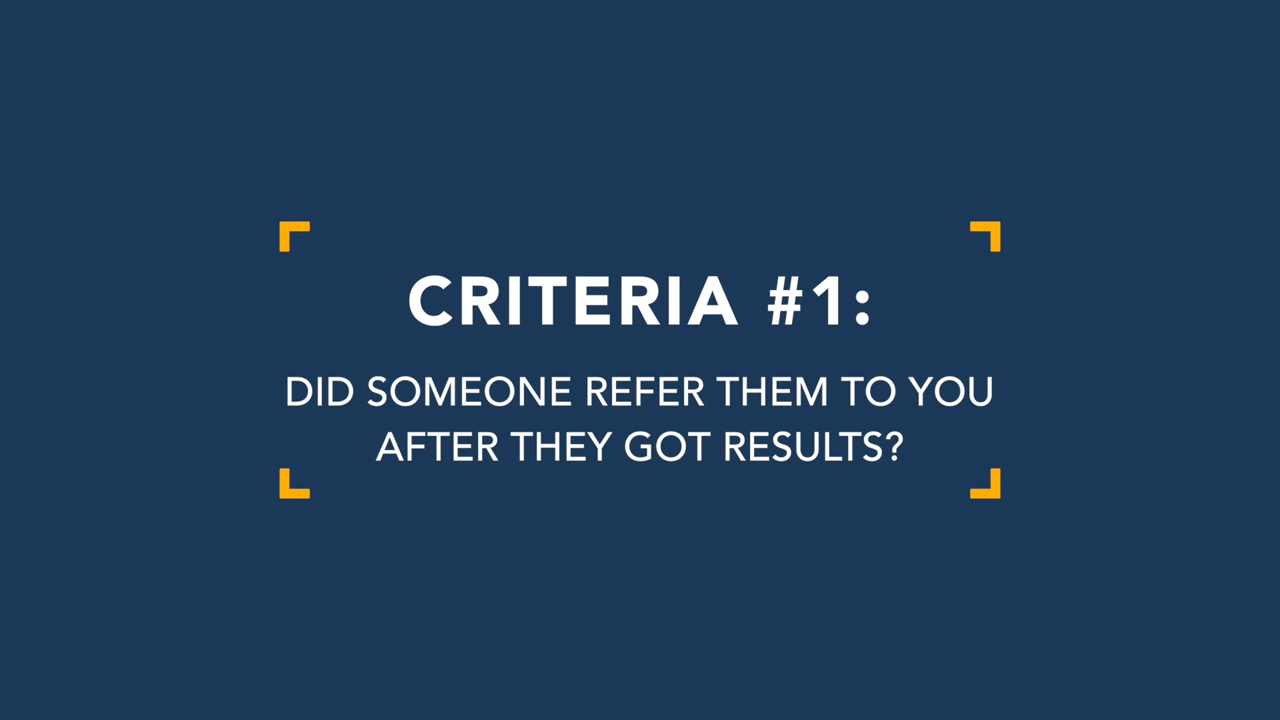 CRITERIA #1:
DID SOMEONE REFER THEM TO YOU
AFTER THEY GOT RESULTS?